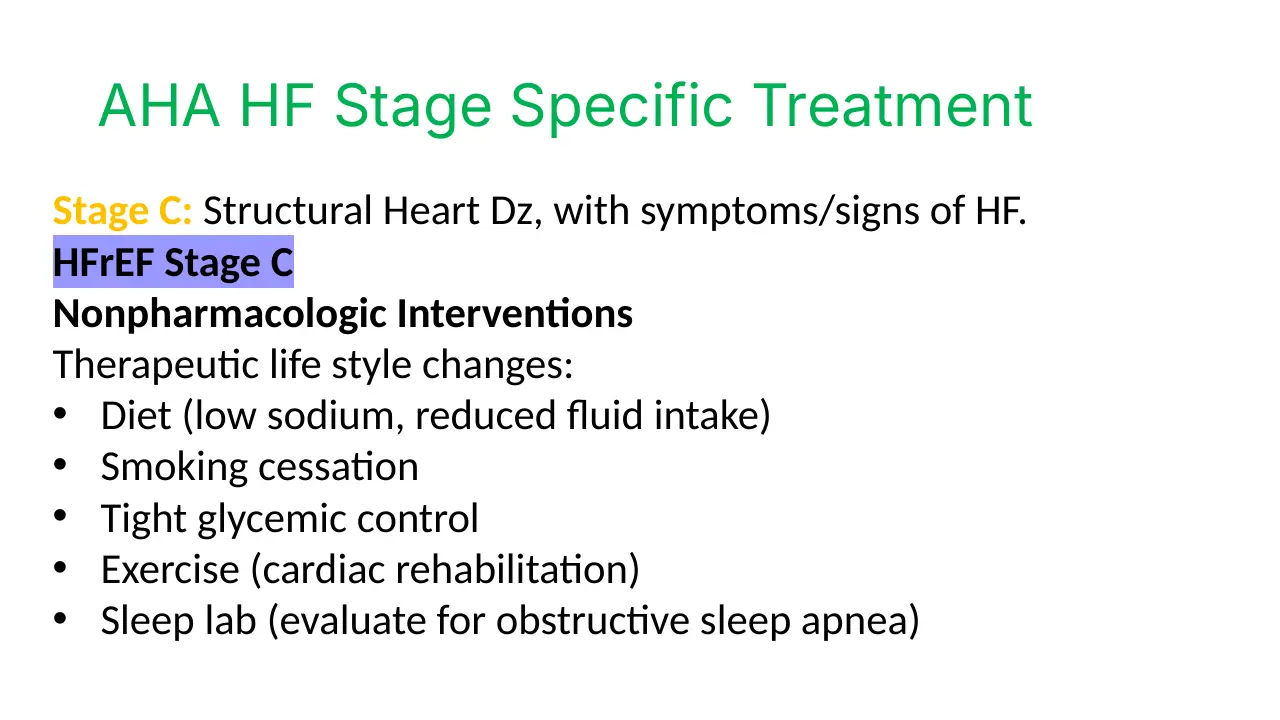 AHA HF Stage Specific Treatment
Stage C: Structural Heart Dz, with symptoms/signs of HF.
HFrEF Stage C
Nonpharmacologic Interventions
Therapeutic life style changes:
• Diet (low sodium, reduced fluid intake)
• Smoking cessation
• Tight glycemic control
• Exercise (cardiac rehabilitation)
• Sleep lab (evaluate for obstructive sleep apnea)